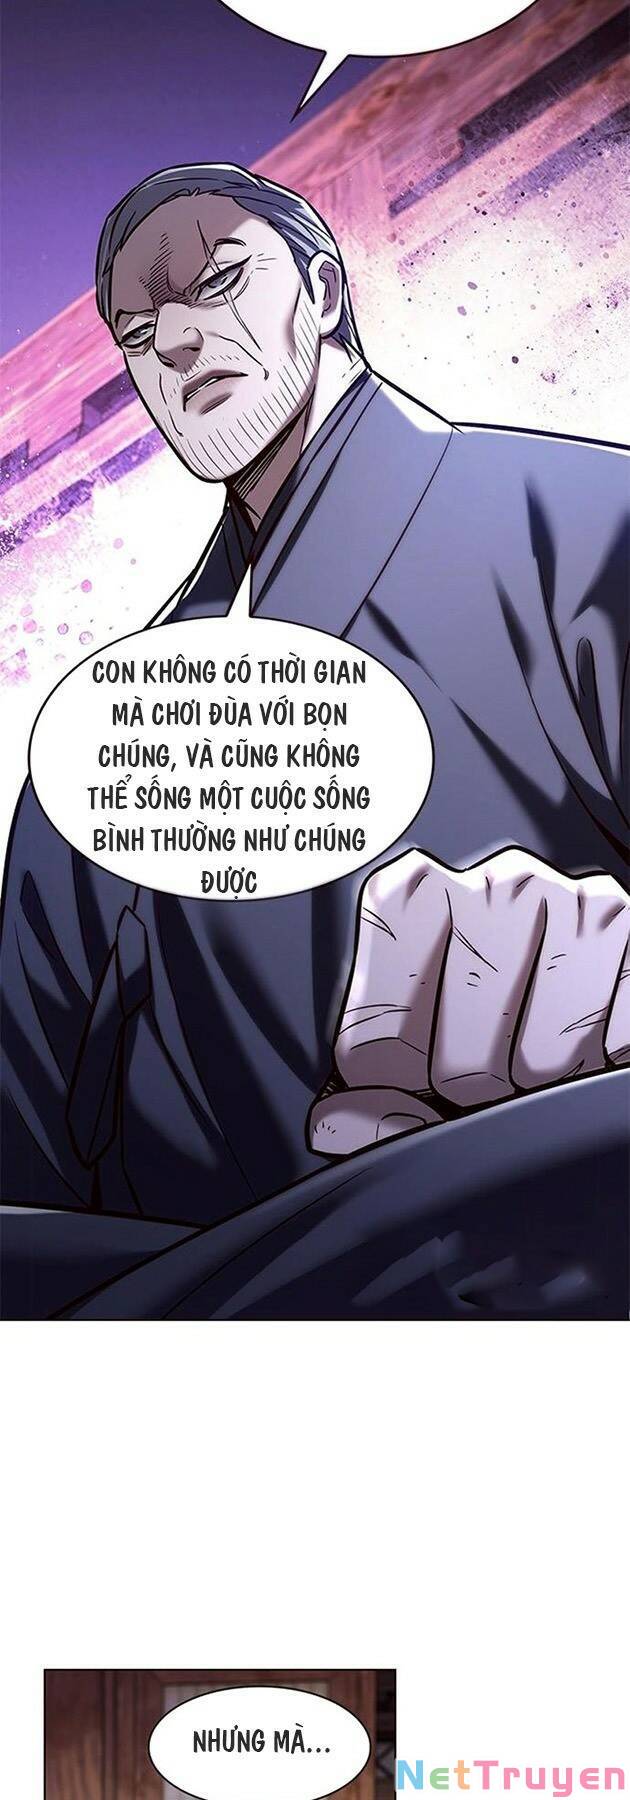 CON KHÔNG CÓ THỜI GIAN
MÀ CHƠI ĐÙA VỚI BỌN
CHÚNG, VÀ CŨNG KHÔNG
THỂ SỐNG MỘT CUỘC SỐNG
BÌNH THƯỜNG NHƯ CHÚNG
ĐƯỢC
NHƯNG MÀ...
NetTruyen